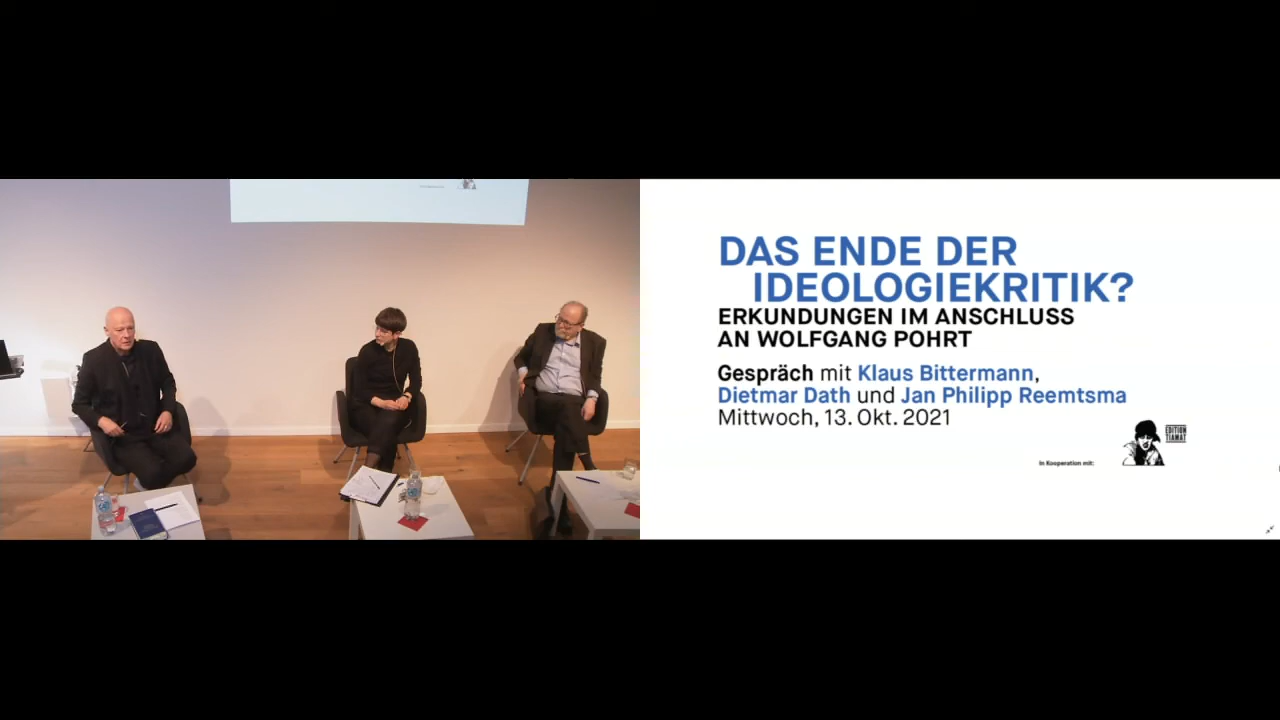 DAS ENDE DER
IDEOLOGIEKRITIK?
ERKUNDUNGEN IM ANSCHLUSS
AN WOLFGANG POHRT
Gespräch mit Klaus Bittermann,
Dietmar Dath und Jan Philipp Reemtsma
Mittwoch, 13. Okt. 2021
In Kooperation mit:
EDITION
TIAMAT